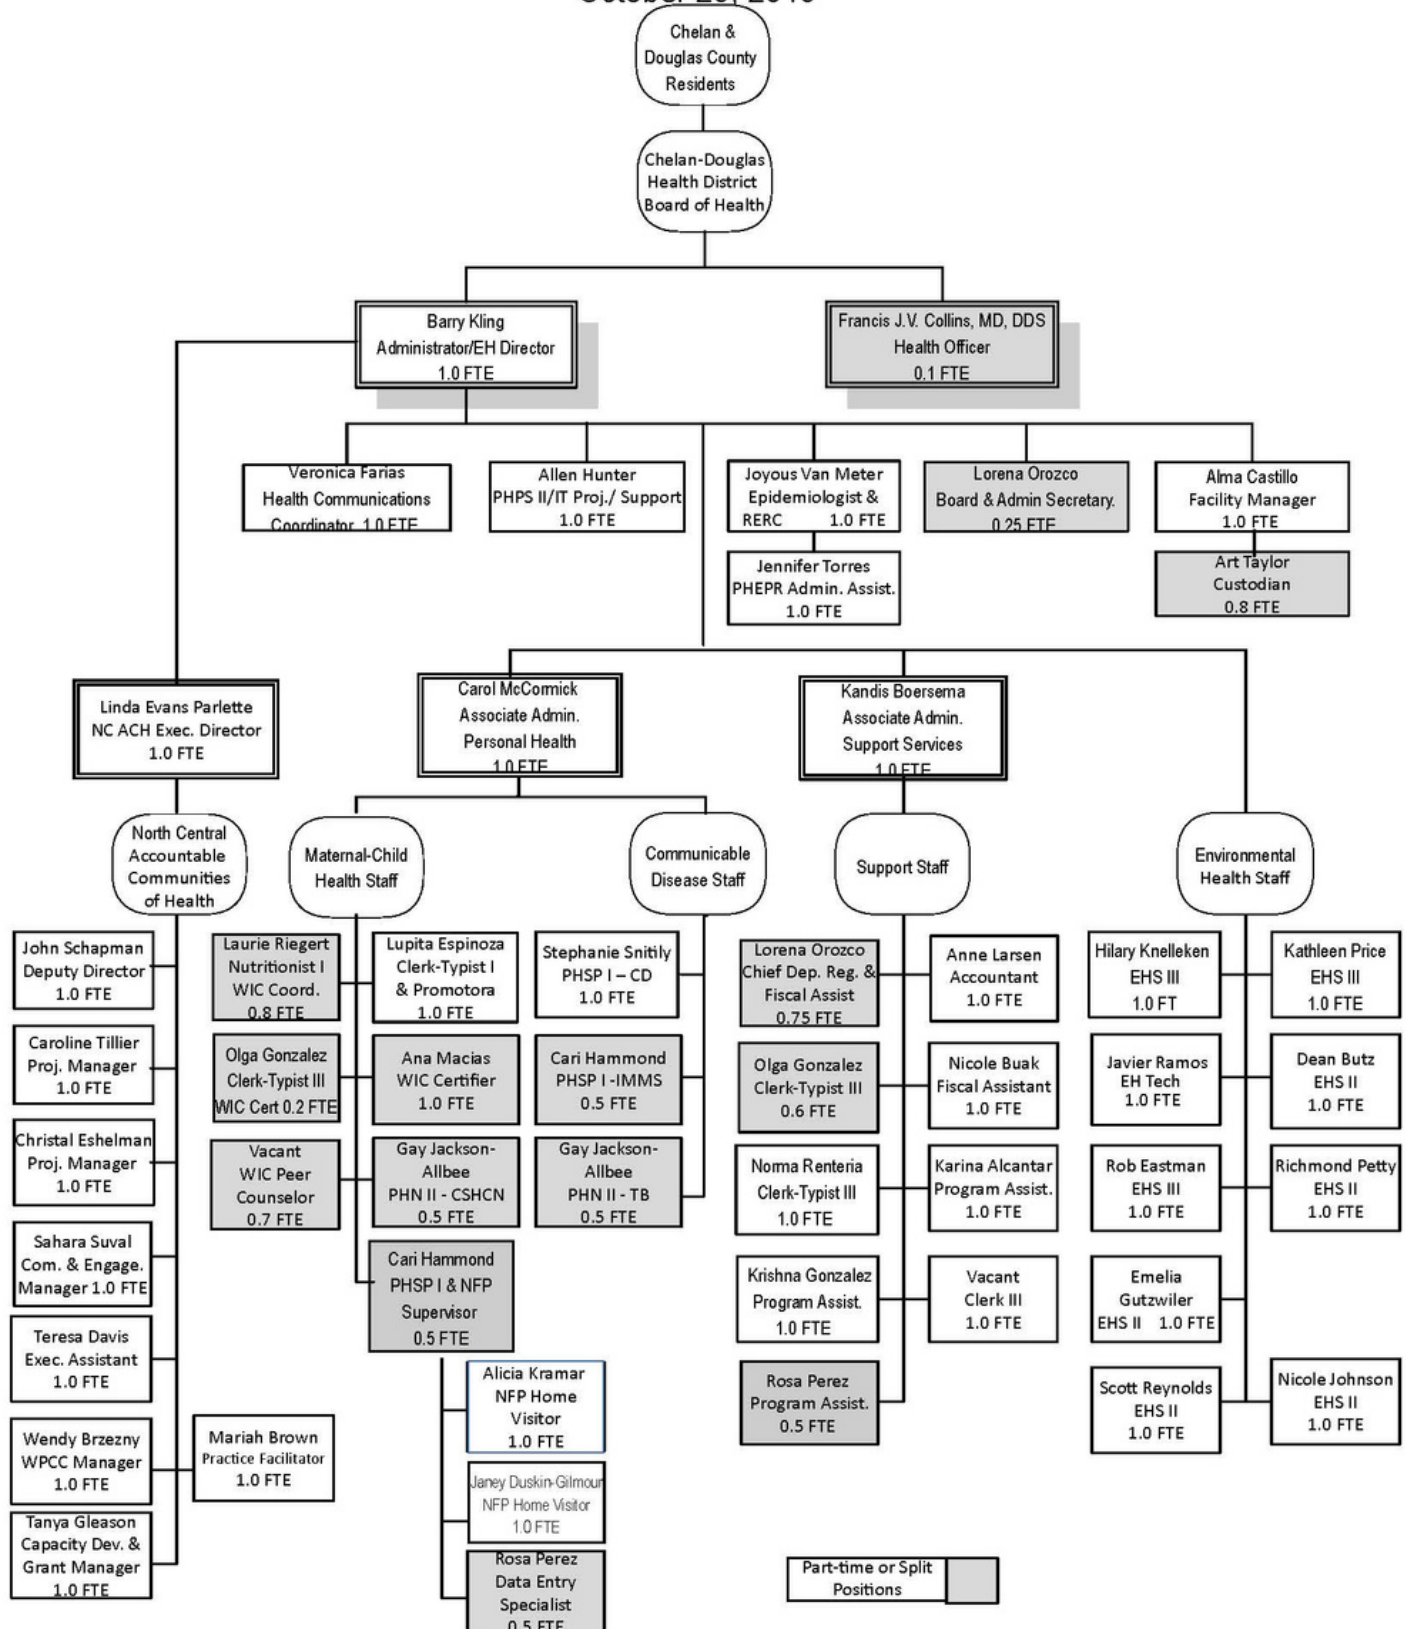 Chelan &
Douglas County
Residents
Chelan-Douglas
Health District
Board of Health
Barry Kling
Administrator/EH Director
1.0 FTE
Francis J.V. Collins, MD, DDS
Health Officer
0.1 FTE
Veronica Farias
Health Communications
Coordinator 1.0 FTE
Allen Hunter
PHPS II/IT Proj./ Support
1.0 FTE
Joyous Van Meter
Epidemiologist &
RERC 1.0 FTE
Lorena Orozco
Board & Admin Secretary.
0.25 FTE
Alma Castillo
Facility Manager
1.0 FTE
Jennifer Torres
PHEPR Admin. Assist.
1.0 FTE
Art Taylor
Custodian
0.8 FTE
Linda Evans Parlette
NC ACH Exec. Director
1.0 FTE
Carol McCormick
Associate Admin.
Personal Health
1.0 FTE
Kandis Boersema
Associate Admin.
Support Services
1.0 FTE
North Central
Accountable
Communities
of Health
Maternal-Child
Health Staff
Communicable
Disease Staff
Support Staff
Environmental
Health Staff
John Schapman
Deputy Director
1.0 FTE
Caroline Tillier
Proj. Manager
1.0 FTE
Christal Eshelman
Proj. Manager
1.0 FTE
Sahara Suval
Com. & Engage.
Manager 1.0 FTE
Teresa Davis
Exec. Assistant
1.0 FTE
Wendy Brzezny
WPCC Manager
1.0 FTE
Mariah Brown
Practice Facilitator
1.0 FTE
Tanya Gleason
Capacity Dev. &
Grant Manager
1.0 FTE
Laurie Riegert
Nutritionist I
WIC Coord.
0.8 FTE
Lupita Espinoza
Clerk-Typist I
& Promotora
1.0 FTE
Olga Gonzalez
Clerk-Typist III
WIC Cert 0.2 FTE
Ana Macias
WIC Certifier
1.0 FTE
Vacant
WIC Peer
Counselor
0.7 FTE
Gay Jackson-
Allbee
PHN II - CSHCN
0.5 FTE
Cari Hammond
PHSP I & NFP
Supervisor
0.5 FTE
Alicia Kramar
NFP Home
Visitor
1.0 FTE
Janey Duskin-Gilmour
NFP Home Visitor
1.0 FTE
Rosa Perez
Data Entry
Specialist
0.5 FTE
Stephanie Snitily
PHSP I – CD
1.0 FTE
Cari Hammond
PHSP I -IMMS
0.5 FTE
Gay Jackson-
Allbee
PHN II - TB
0.5 FTE
Lorena Orozco
Chief Dep. Reg. &
Fiscal Assist
0.75 FTE
Anne Larsen
Accountant
1.0 FTE
Olga Gonzalez
Clerk-Typist III
0.6 FTE
Nicole Buak
Fiscal Assistant
1.0 FTE
Norma Renteria
Clerk-Typist III
1.0 FTE
Karina Alcantar
Program Assist.
1.0 FTE
Krishna Gonzalez
Program Assist.
1.0 FTE
Vacant
Clerk III
1.0 FTE
Rosa Perez
Program Assist.
0.5 FTE
Hilary Knelleken
EHS III
1.0 FT
Kathleen Price
EHS III
1.0 FTE
Javier Ramos
EH Tech
1.0 FTE
Dean Butz
EHS II
1.0 FTE
Rob Eastman
EHS III
1.0 FTE
Richmond Petty
EHS II
1.0 FTE
Emelia
Gutzwiler
EHS II 1.0 FTE
Scott Reynolds
EHS II
1.0 FTE
Nicole Johnson
EHS II
1.0 FTE
Part-time or Split
Positions